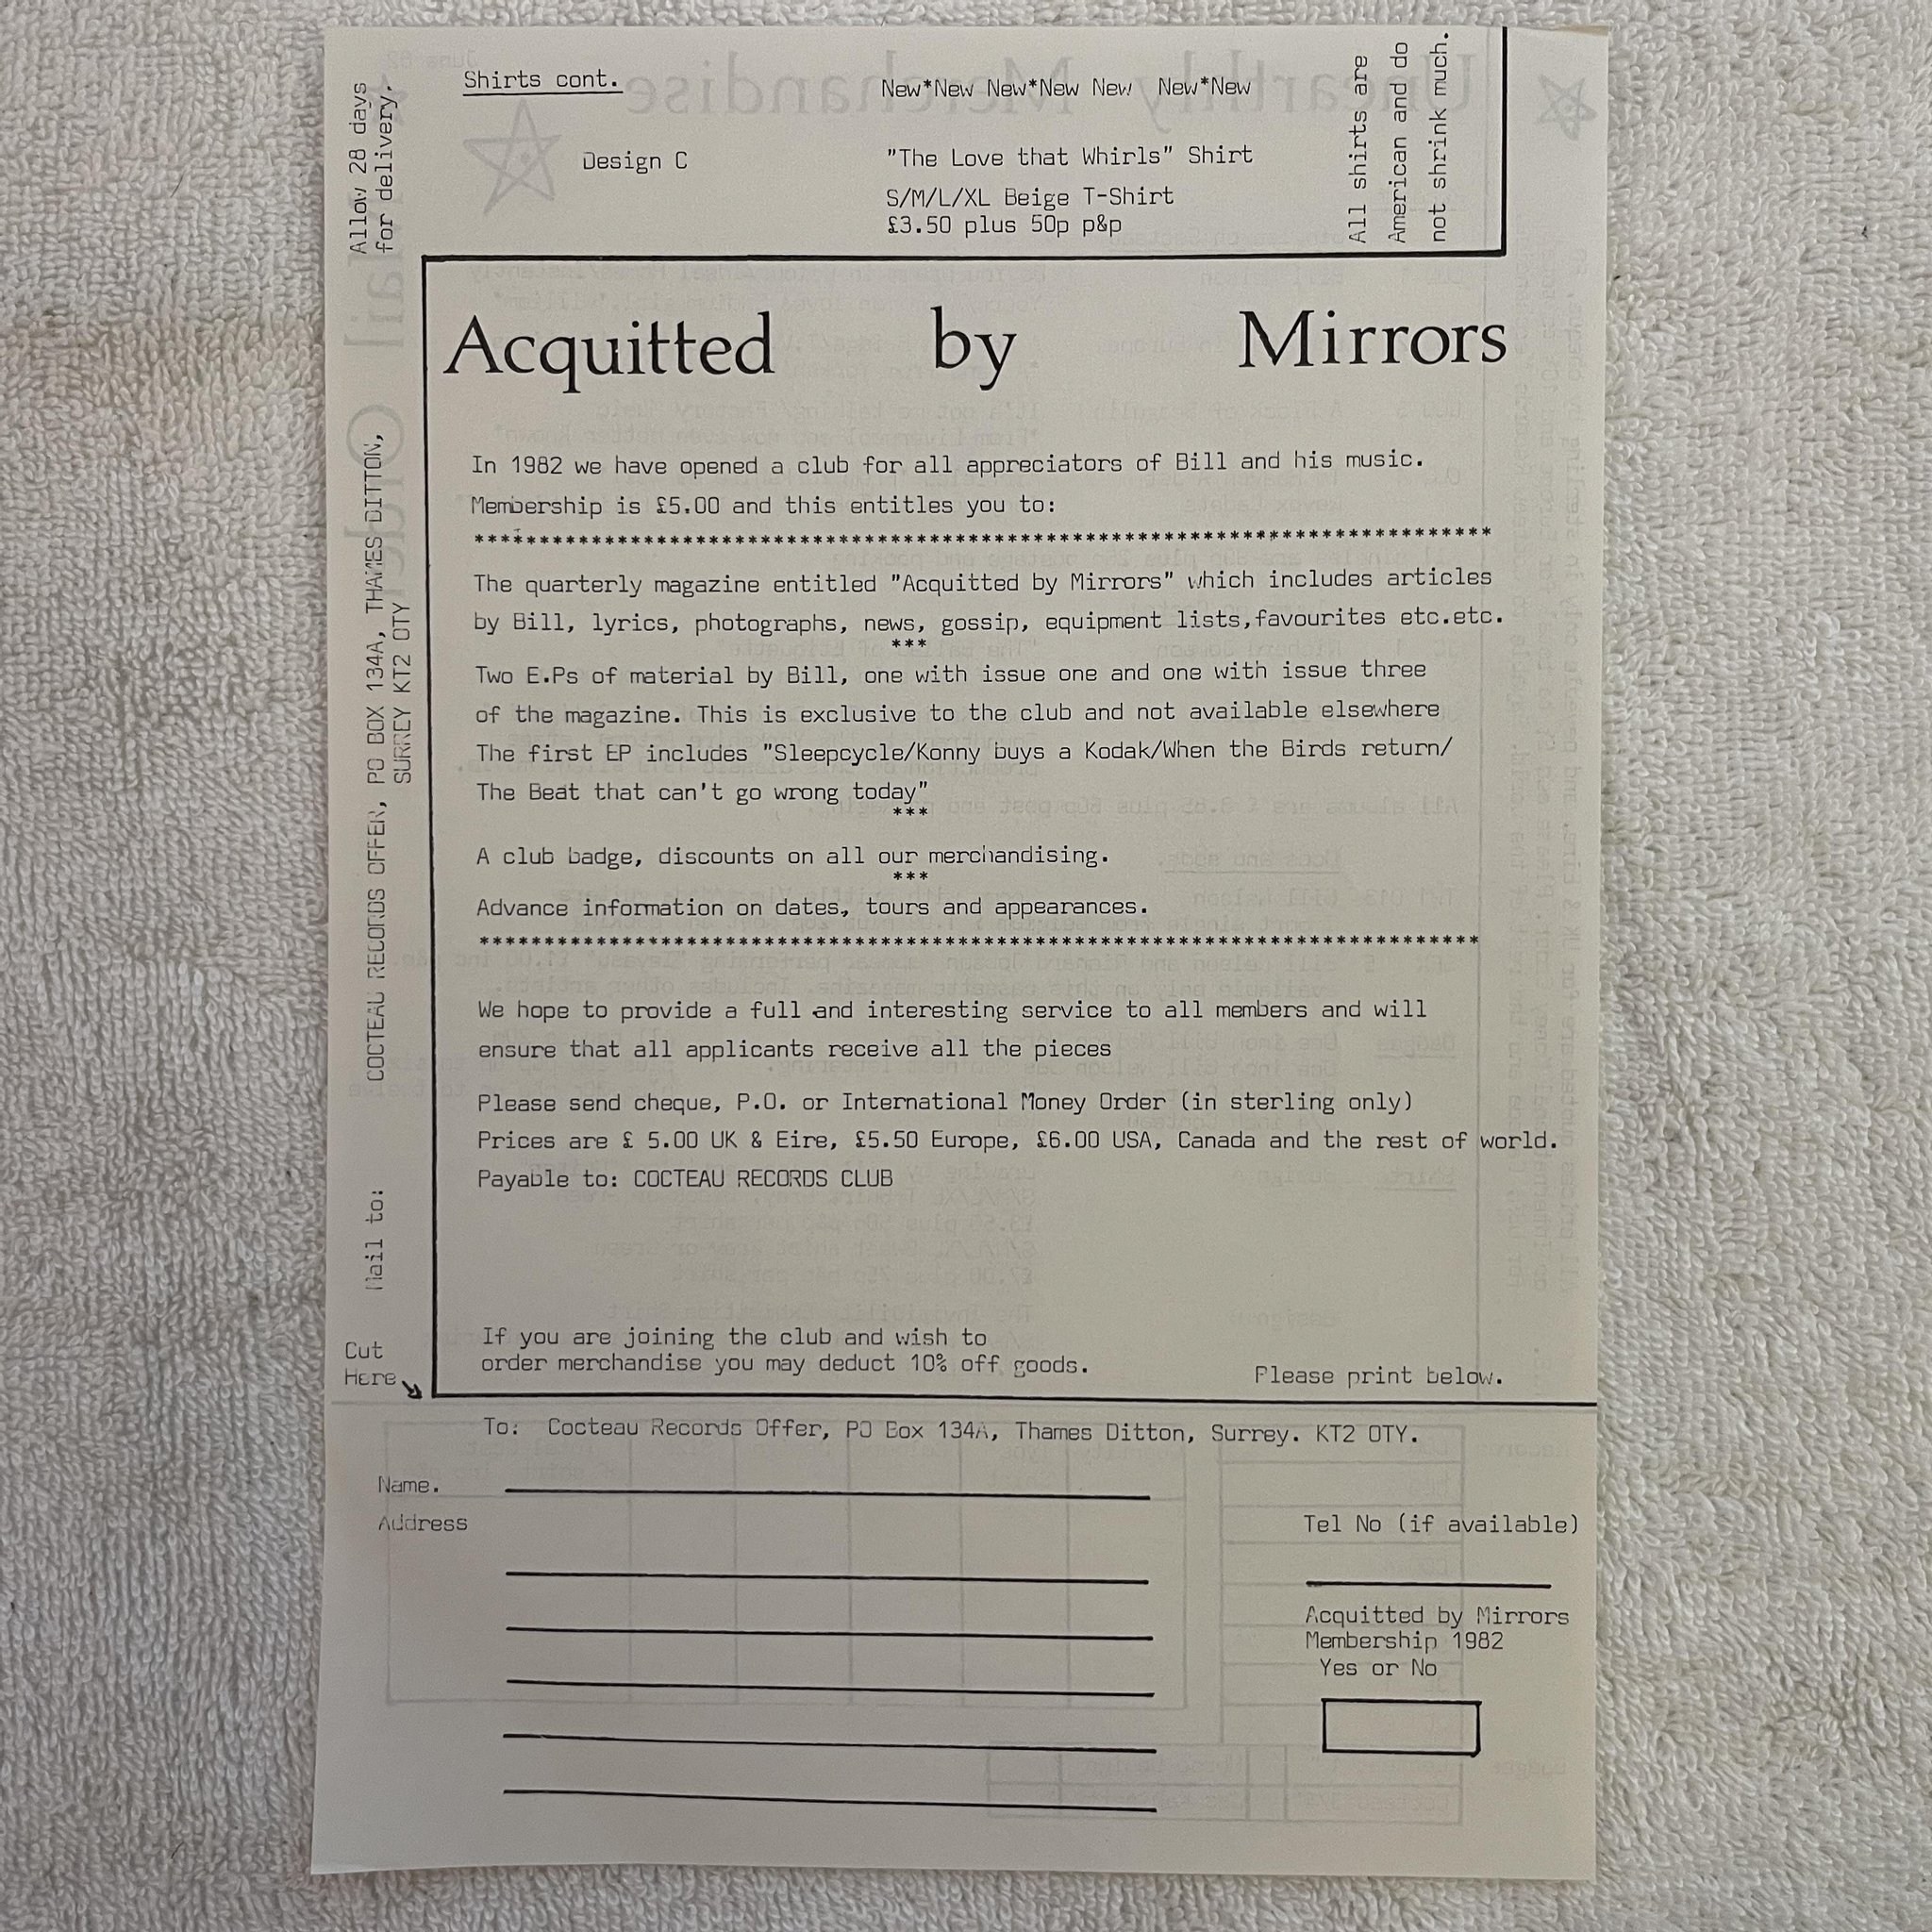 Shirts cont.
New*New New*New New New*New
Design C
"The Love that Whirls" Shirt
S/M/L/XL Beige T-Shirt
£3.50 plus 50p p&p
All shirts are
American and do
not shrink much.
Allow 28 days
for delivery.
Acquitted by Mirrors
In 1982 we have opened a club for all appreciators of Bill and his music.
Membership is £5.00 and this entitles you to:
******************************************************************************
The quarterly magazine entitled "Acquitted by Mirrors" which includes articles
by Bill, lyrics, photographs, news, gossip, equipment lists,favourites etc.etc.
***
Two E.Ps of material by Bill, one with issue one and one with issue three
of the magazine. This is exclusive to the club and not available elsewhere
The first EP includes "Sleepcycle/Konny buys a Kodak/When the Birds return/
The Beat that can't go wrong today"
***
A club badge, discounts on all our merchandising.
***
Advance information on dates, tours and appearances.
*****************************************************************************
We hope to provide a full and interesting service to all members and will
ensure that all applicants receive all the pieces
Please send cheque, P.O. or International Money Order (in sterling only)
Prices are £ 5.00 UK & Eire, £5.50 Europe, £6.00 USA, Canada and the rest of world.
Payable to: COCTEAU RECORDS CLUB
If you are joining the club and wish to
order merchandise you may deduct 10% off goods.
Please print below.
Mail to: COCTEAU RECORDS OFFER, PO BOX 134A, THAMES DITTON,
SURREY KT2 OTY
Cut
Here
To: Cocteau Records Offer, PO Box 134A, Thames Ditton, Surrey. KT2 OTY.
Name.
Address
Tel No (if available)
Acquitted by Mirrors
Membership 1982
Yes or No